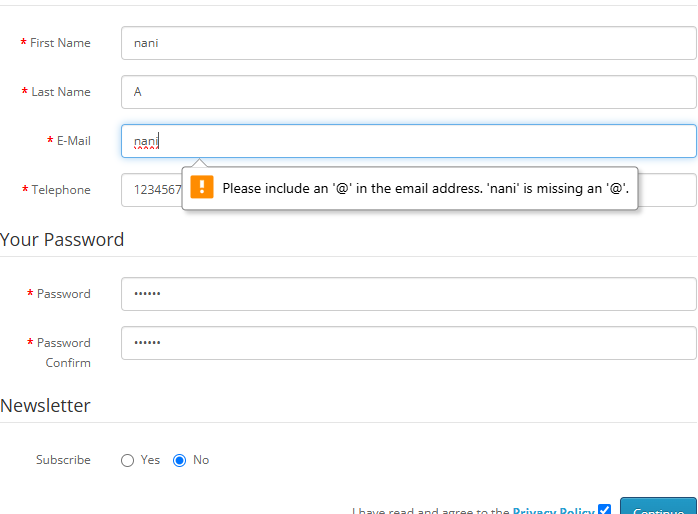 * First Name nani
* Last Name A
* E-Mail nani
Please include an '@' in the email address. 'nani' is missing an '@'.
* Telephone 1234567
Your Password
* Password ••••••
* Password Confirm ••••••
Newsletter
Subscribe Yes No
I have read and agree to the Privacy Policy Continue